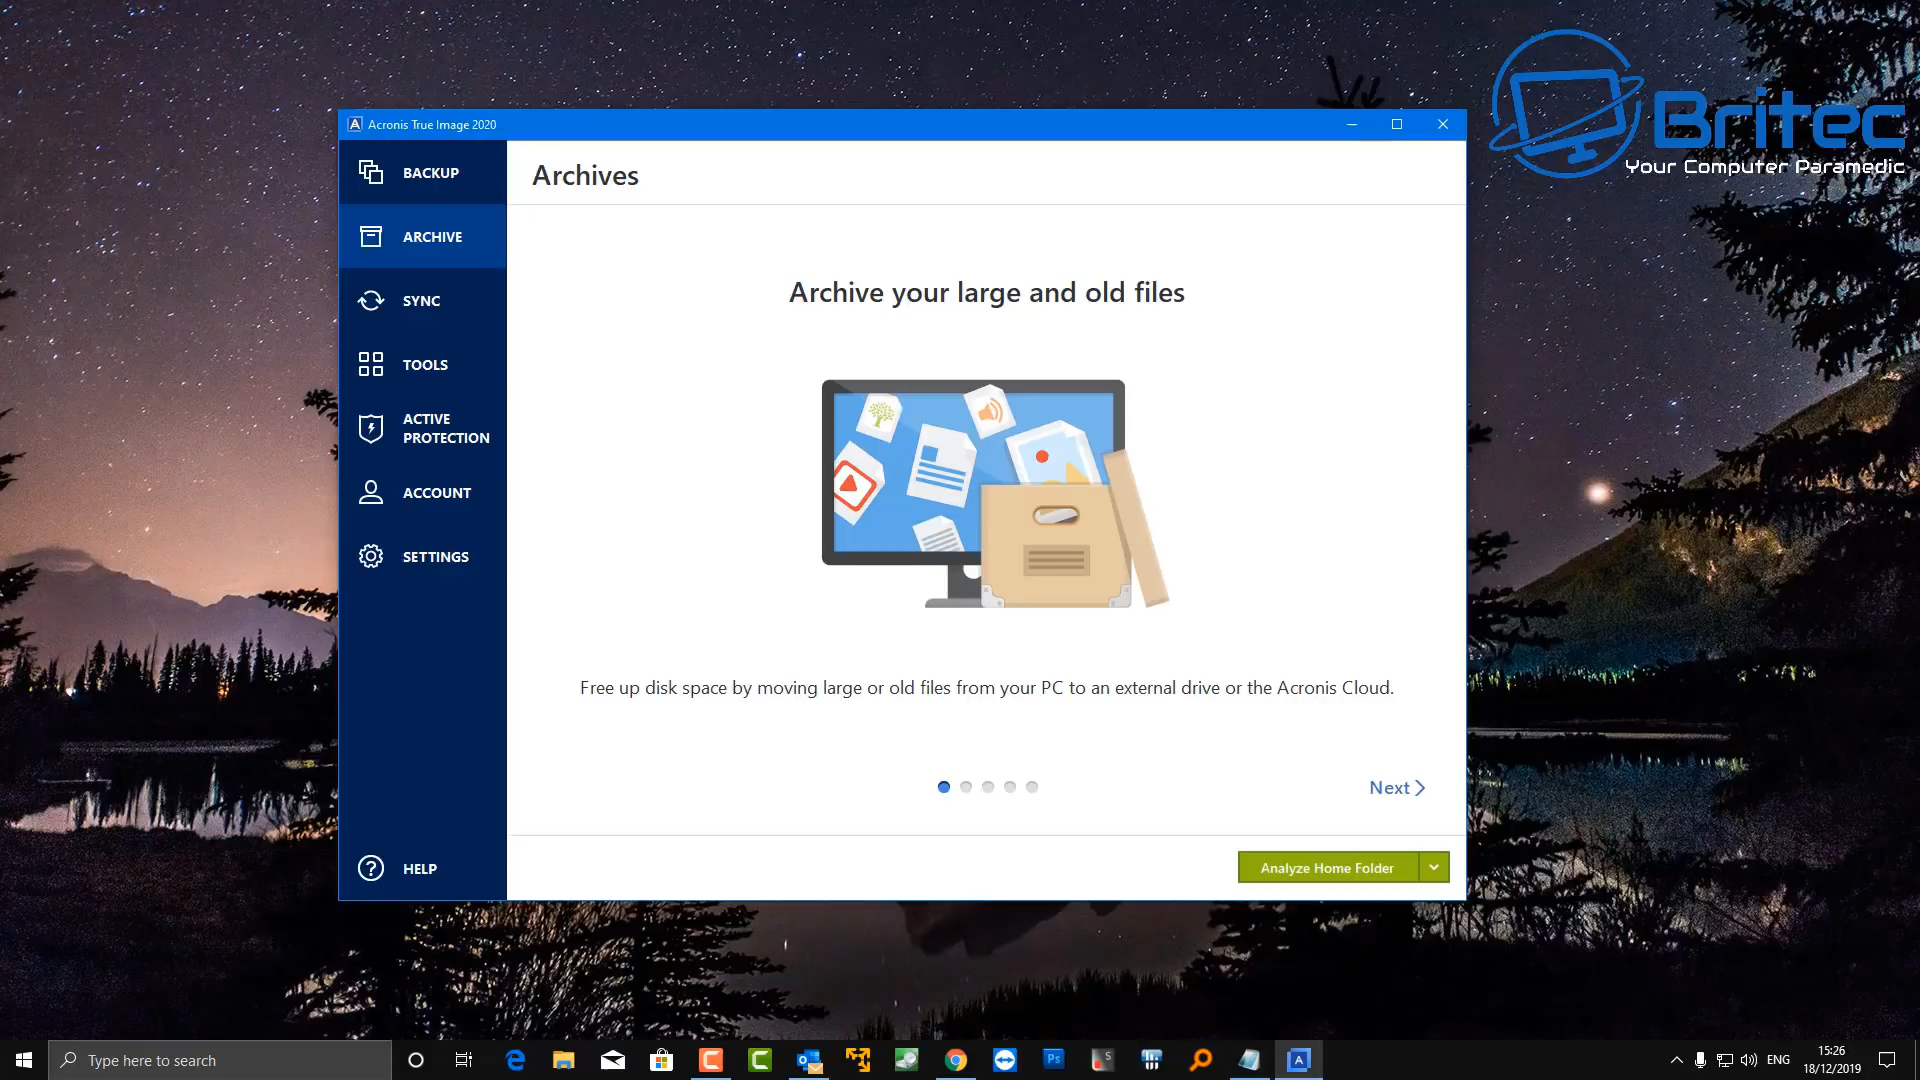 Britec
Your Computer Paramedic
Acronis True Image 2020
BACKUP
ARCHIVE
SYNC
TOOLS
ACTIVE
PROTECTION
ACCOUNT
SETTINGS
HELP
Archives
Archive your large and old files
Free up disk space by moving large or old files from your PC to an external drive or the Acronis Cloud.
Next
Analyze Home Folder
Type here to search
ENG
15:26
18/12/2019